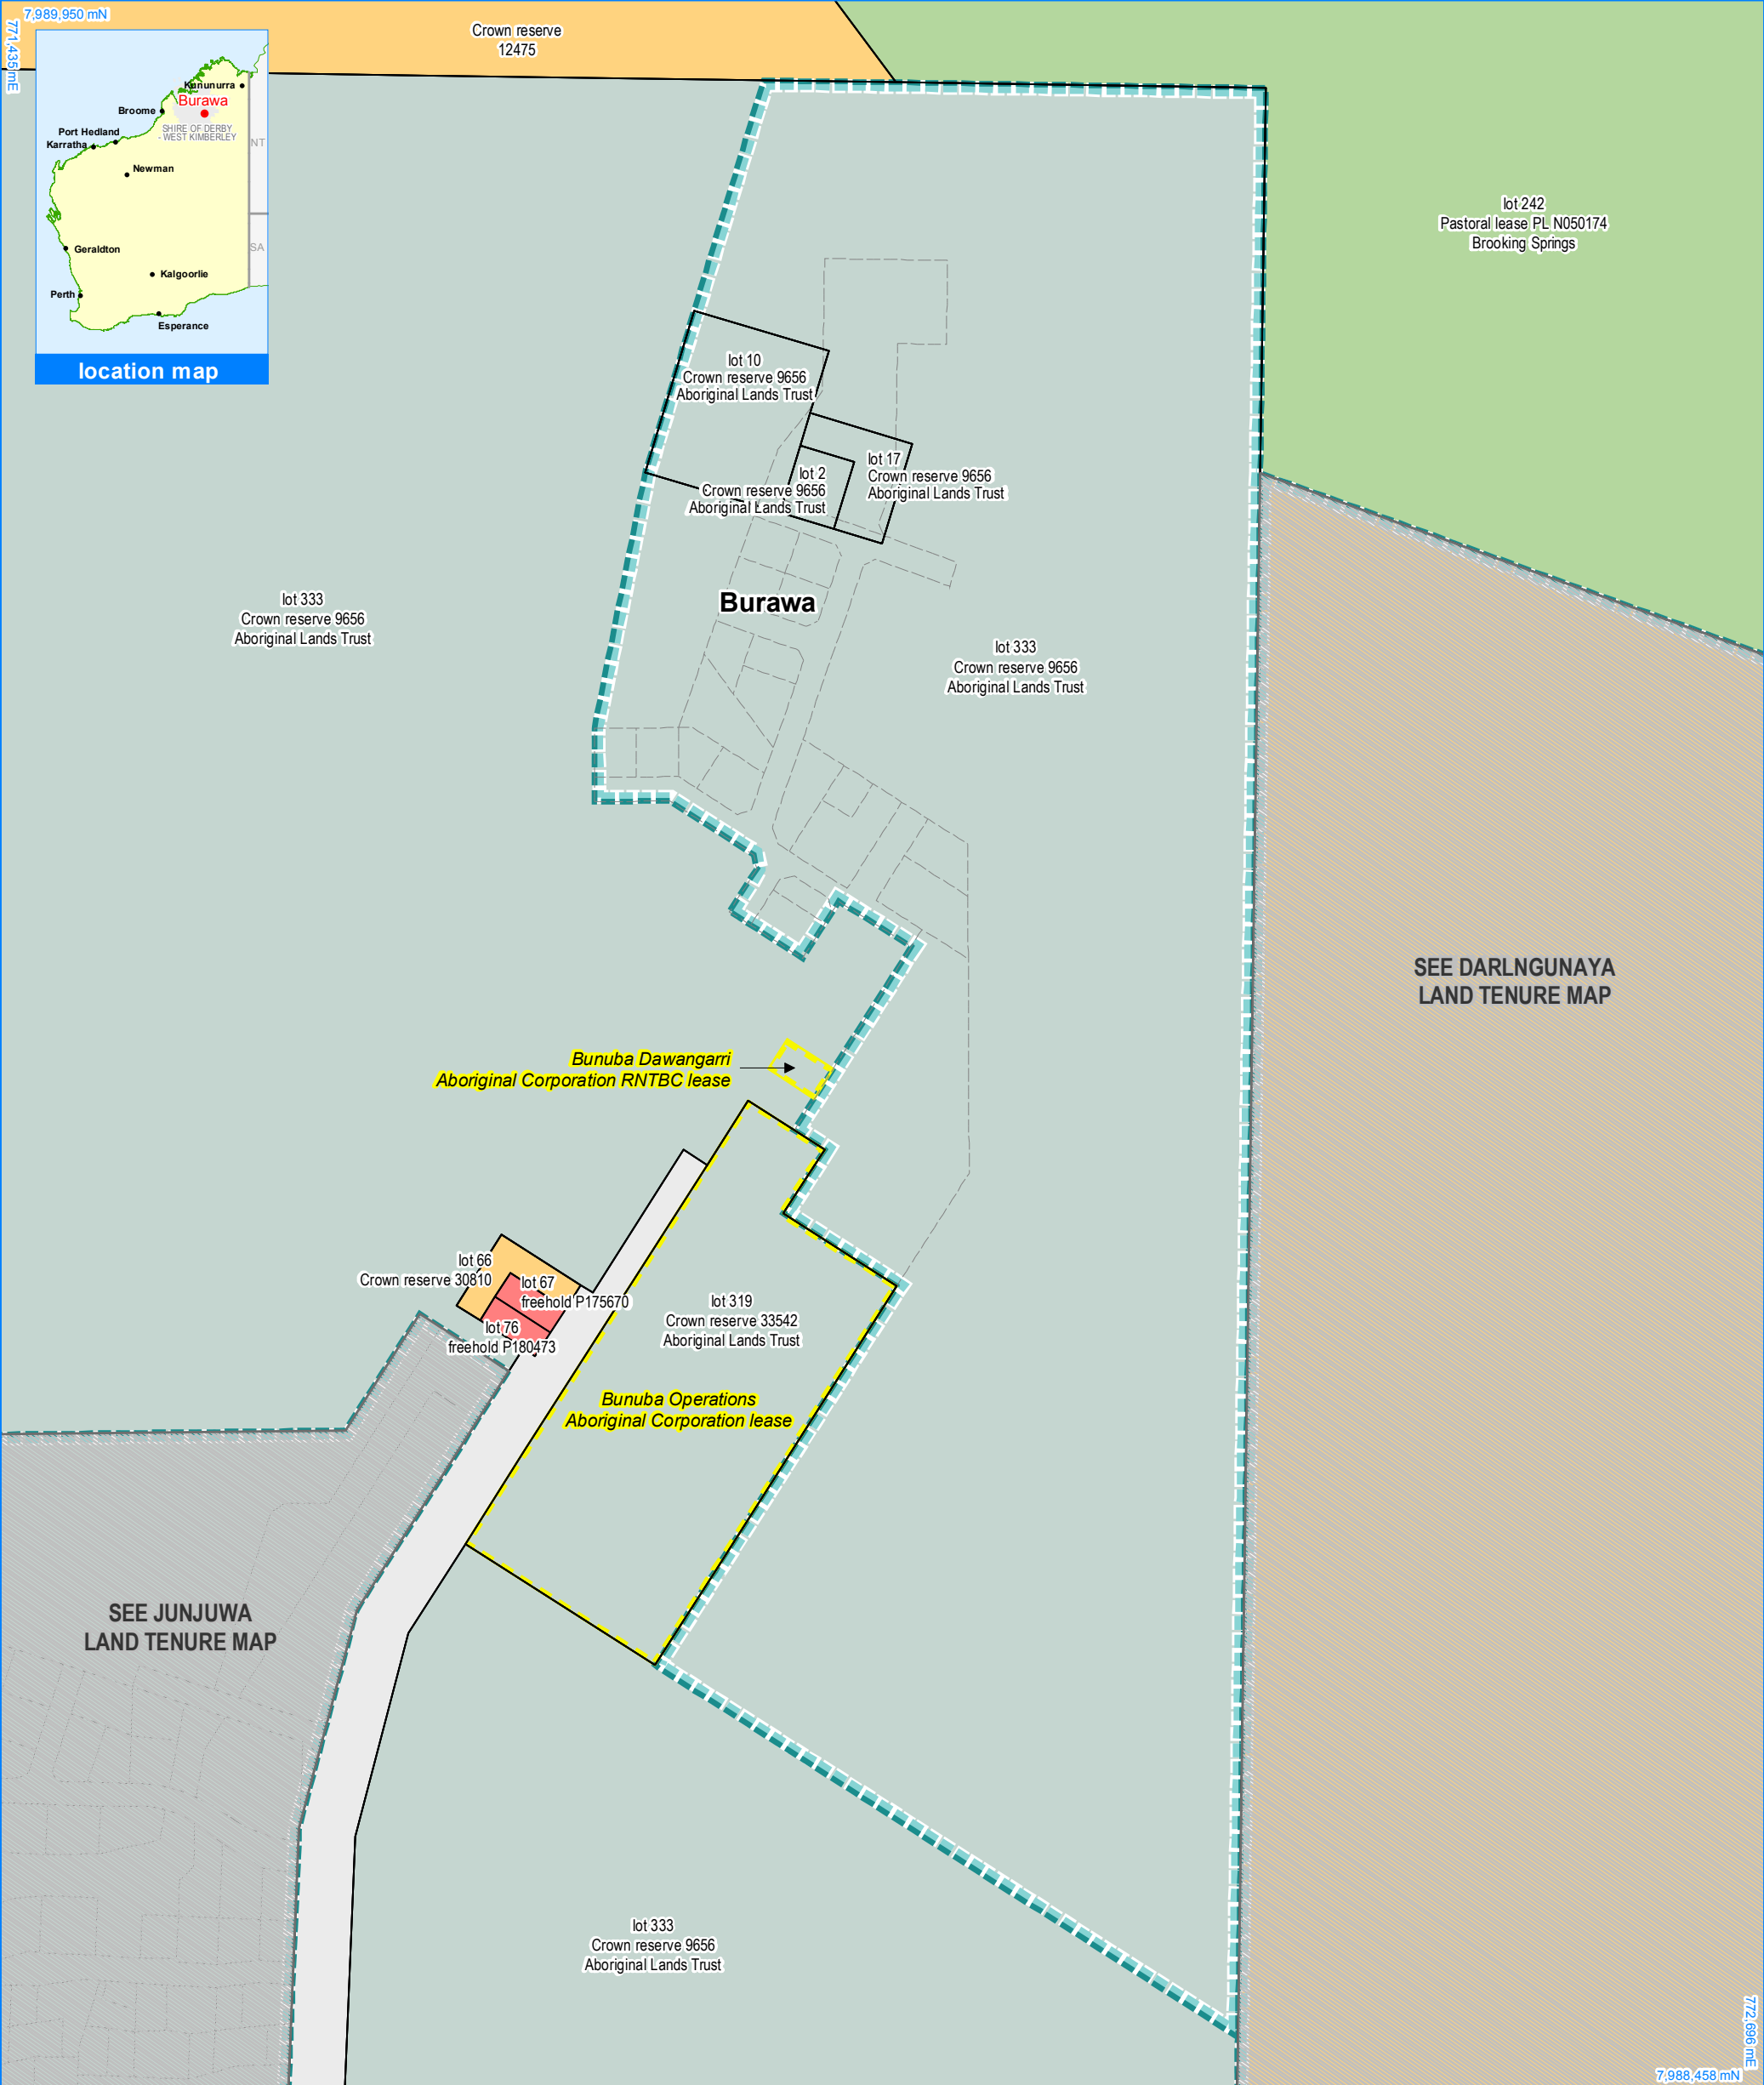 7,989,950 mN
771,435 mE
Crown reserve
12475
Kununurra
Burawa
Broome
SHIRE OF DERBY
- WEST KIMBERLEY
Port Hedland
Karratha
NT
Newman
SA
Geraldton
Kalgoorlie
Perth
Esperance
location map
lot 242
Pastoral lease PL N050174
Brooking Springs
lot 10
Crown reserve 9656
Aboriginal Lands Trust
lot 17
Crown reserve 9656
Aboriginal Lands Trust
lot 2
Crown reserve 9656
Aboriginal Lands Trust
Burawa
lot 333
Crown reserve 9656
Aboriginal Lands Trust
lot 333
Crown reserve 9656
Aboriginal Lands Trust
SEE DARLNGUNAYA
LAND TENURE MAP
Bunuba Dawangarri
Aboriginal Corporation RNTBC lease
lot 66
Crown reserve 30810
lot 67
freehold P175670
lot 76
freehold P180473
lot 319
Crown reserve 33542
Aboriginal Lands Trust
Bunuba Operations
Aboriginal Corporation lease
SEE JUNJUWA
LAND TENURE MAP
lot 333
Crown reserve 9656
Aboriginal Lands Trust
772,696 mE
7,988,458 mN